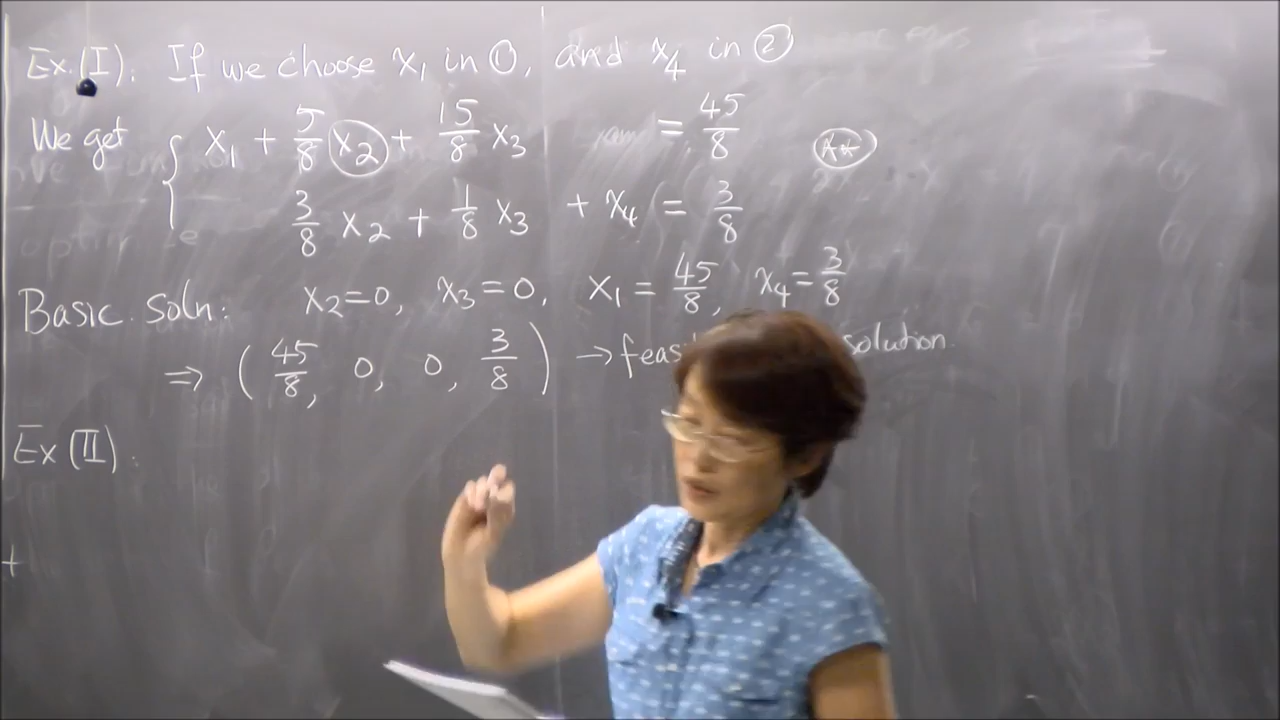 Ex.(I). If we choose x₁ in ①, and x₄ in ②
We get { x₁ + 5/8 x₂ + 15/8 x₃ = 45/8 (**)
3/8 x₂ + 1/8 x₃ + x₄ = 3/8
Basic soln: x₂=0, x₃=0, x₁ = 45/8, x₄=3/8
⇒ (45/8, 0, 0, 3/8) → solution.
Ex(II).
+